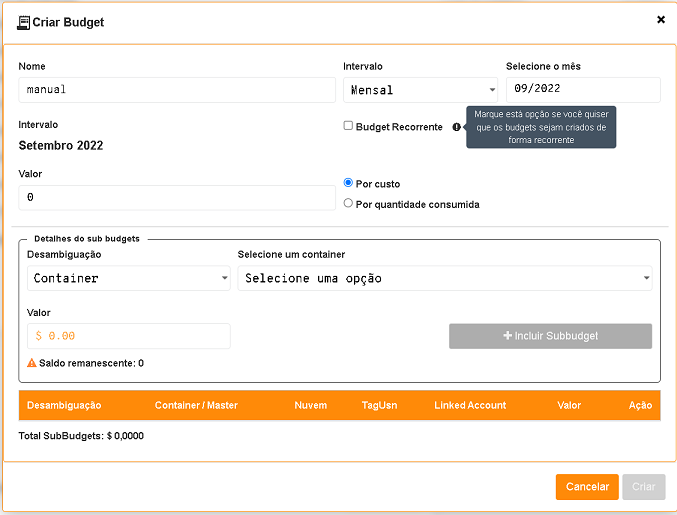 Criar Budget
Nome
Intervalo
Selecione o mês
manual
Mensal
09/2022
Intervalo
Setembro 2022
Budget Recorrente
Marque está opção se você quiser
que os budgets sejam criados de
forma recorrente
Valor
0
Por custo
Por quantidade consumida
Detalhes do sub budgets
Desambiguação
Selecione um container
Container
Selecione uma opção
Valor
$ 0.00
Incluir Subbudget
Saldo remanescente: 0
Desambiguação Container / Master Nuvem TagUsn Linked Account Valor Ação
Total SubBudgets: $ 0,0000
Cancelar
Criar